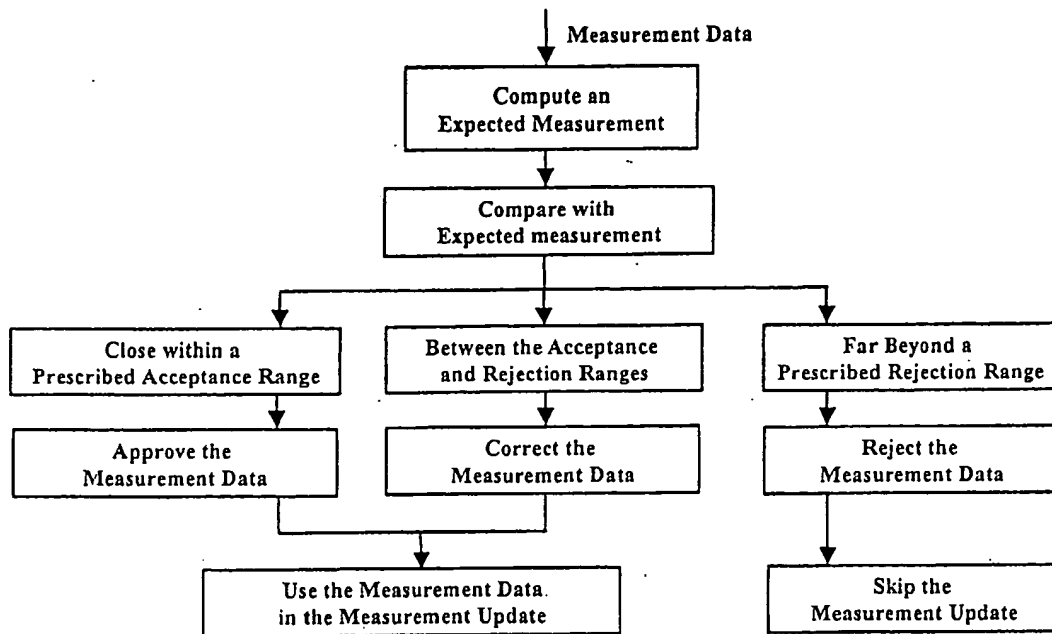 Measurement Data
Compute an
Expected Measurement
Compare with
Expected measurement
Close within a
Prescribed Acceptance Range
Between the Acceptance
and Rejection Ranges
Far Beyond a
Prescribed Rejection Range
Approve the
Measurement Data
Correct the
Measurement Data
Reject the
Measurement Data
Use the Measurement Data.
in the Measurement Update
Skip the
Measurement Update